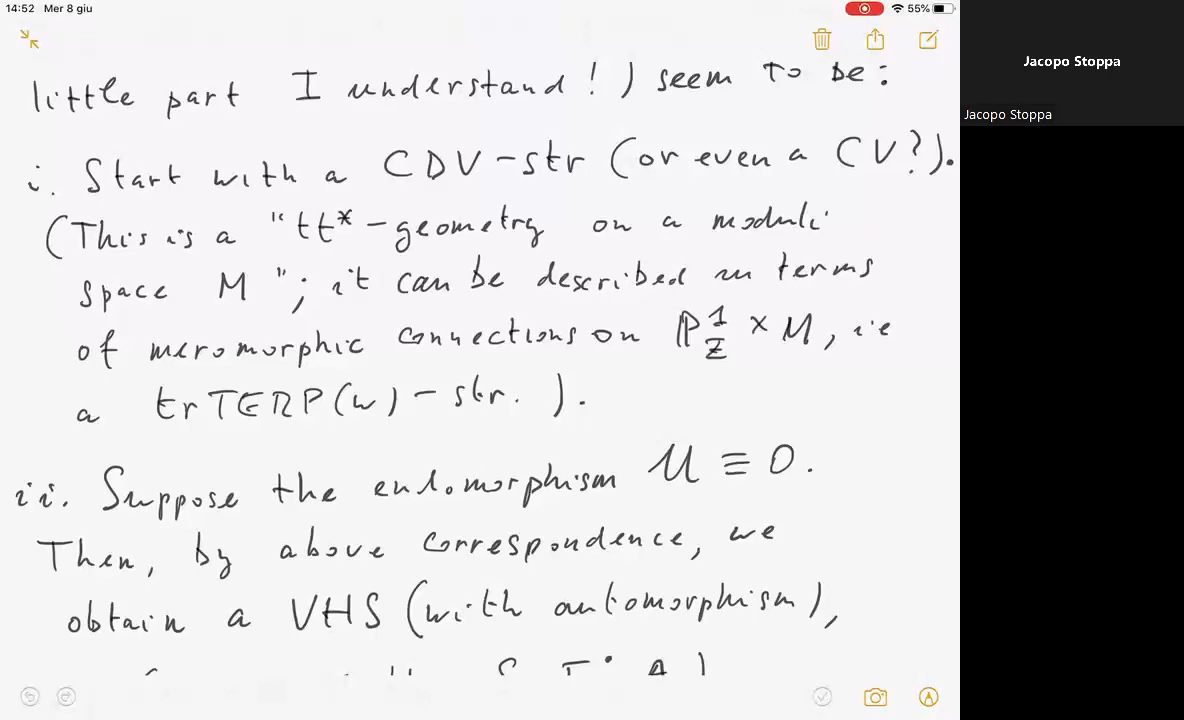 14:52 Mer 8 giu
55%
little part I understand!) seem to be:
i. Start with a CDV-str (or even a CV?).
(This is a "tt*-geometry on a moduli
space M"; it can be described in terms
of meromorphic connections on ℙ¹_z × M, ie
a trTERP(w)-str.).
ii. Suppose the endomorphism U ≡ 0.
Then, by above correspondence, we
obtain a VHS (with automorphism),
Jacopo Stoppa
Jacopo Stoppa